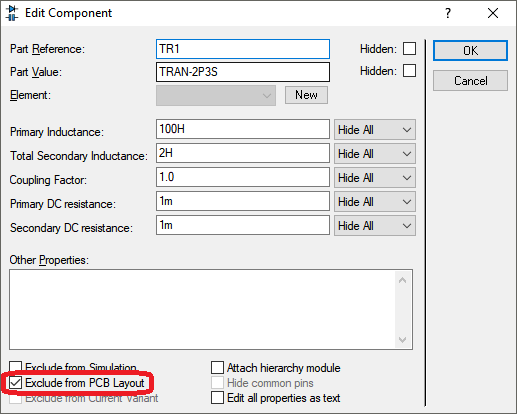 Edit Component
?
Part Reference: TR1 Hidden: OK
Part Value: TRAN-2P3S Hidden: Cancel
Element: New
Primary Inductance: 100H Hide All
Total Secondary Inductance: 2H Hide All
Coupling Factor: 1.0 Hide All
Primary DC resistance: 1m Hide All
Secondary DC resistance: 1m Hide All
Other Properties:
Exclude from Simulation Attach hierarchy module
Exclude from PCB Layout Hide common pins
Exclude from Current Variant Edit all properties as text